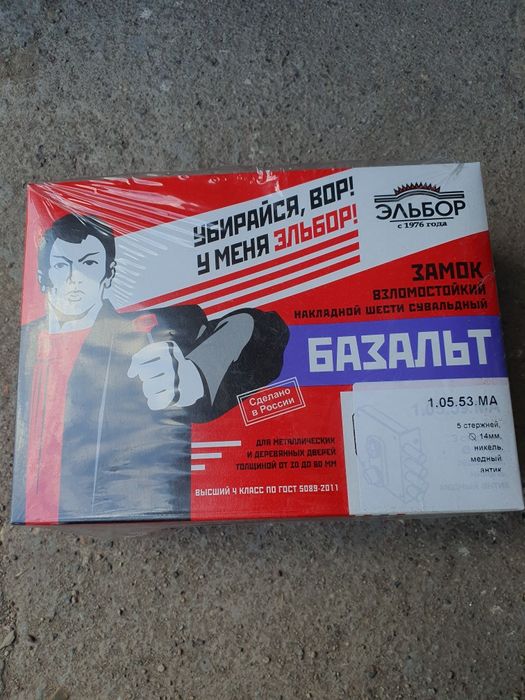 УБИРАЙСЯ, ВОР!
У МЕНЯ ЭЛЬБОР!
ЭЛЬБОР
с 1976 года
ЗАМОК
ВЗЛОМОСТОЙКИЙ
НАКЛАДНОЙ ШЕСТИ СУВАЛЬДНЫЙ
БАЗАЛЬТ
Сделано
в России
1.05.53.МА
5 стержней,
∅ 14мм,
никель,
медный
антик
ДЛЯ МЕТАЛЛИЧЕСКИХ
И ДЕРЕВЯННЫХ ДВЕРЕЙ
ТОЛЩИНОЙ ОТ 30 ДО 80 ММ
ВЫСШИЙ 4 КЛАСС ПО ГОСТ 5089-2011